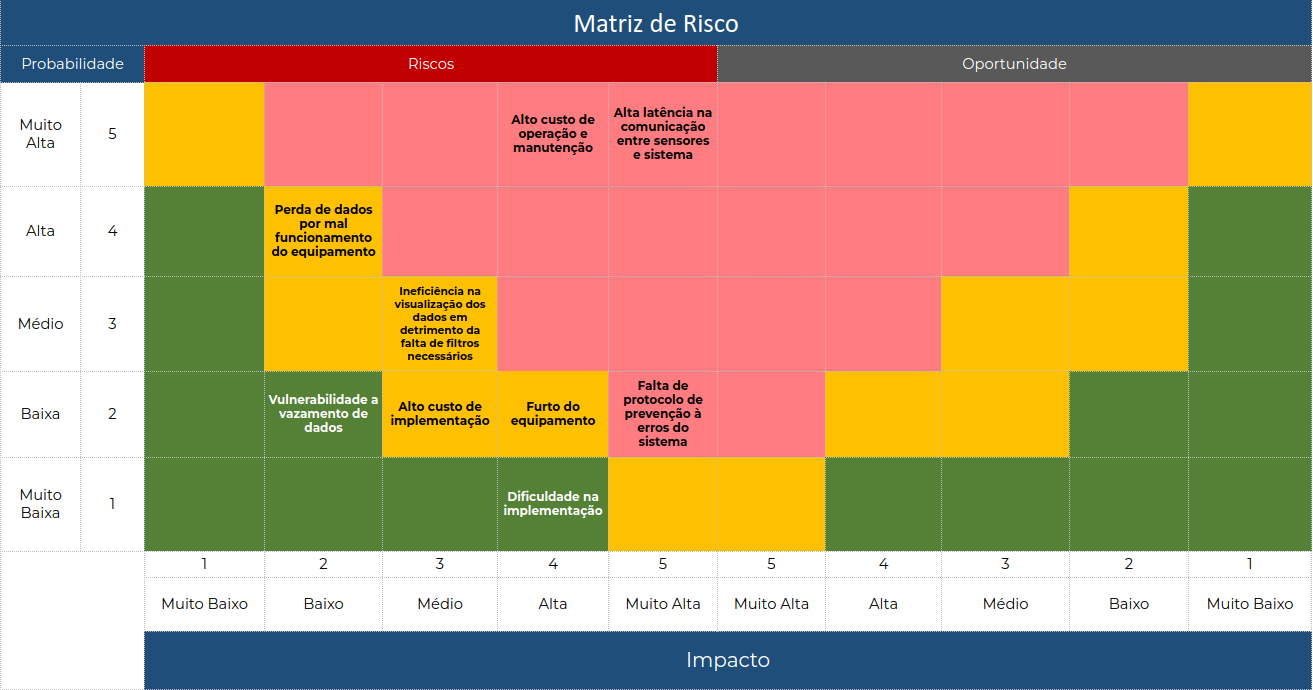 Matriz de Risco
Probabilidade
Riscos
Oportunidade
Muito
Alta
5
Alto custo de
operação e
manutenção
Alta latência na
comunicação
entre sensores
e sistema
Alta
4
Perda de dados
por mal
funcionamento
do equipamento
Médio
3
Ineficiência na
visualização dos
dados em
detrimento da
falta de filtros
necessários
Baixa
2
Vulnerabilidade a
vazamento de
dados
Alto custo de
implementação
Furto do
equipamento
Falta de
protocolo de
prevenção à
erros do
sistema
Muito
Baixa
1
Dificuldade na
implementação
1 2 3 4 5 5 4 3 2 1
Muito Baixo Baixo Médio Alta Muito Alta Muito Alta Alta Médio Baixo Muito Baixo
Impacto